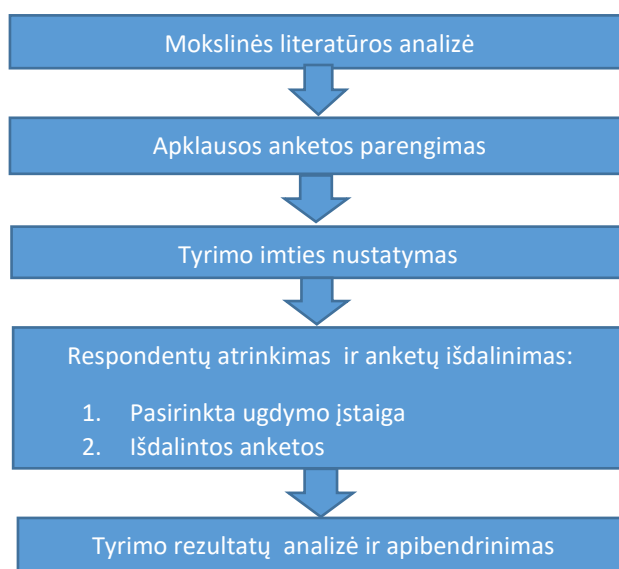 Mokslinės literatūros analizė
Apklausos anketos parengimas
Tyrimo imties nustatymas
Respondentų atrinkimas ir anketų išdalinimas:
1. Pasirinkta ugdymo įstaiga
2. Išdalintos anketos
Tyrimo rezultatų analizė ir apibendrinimas